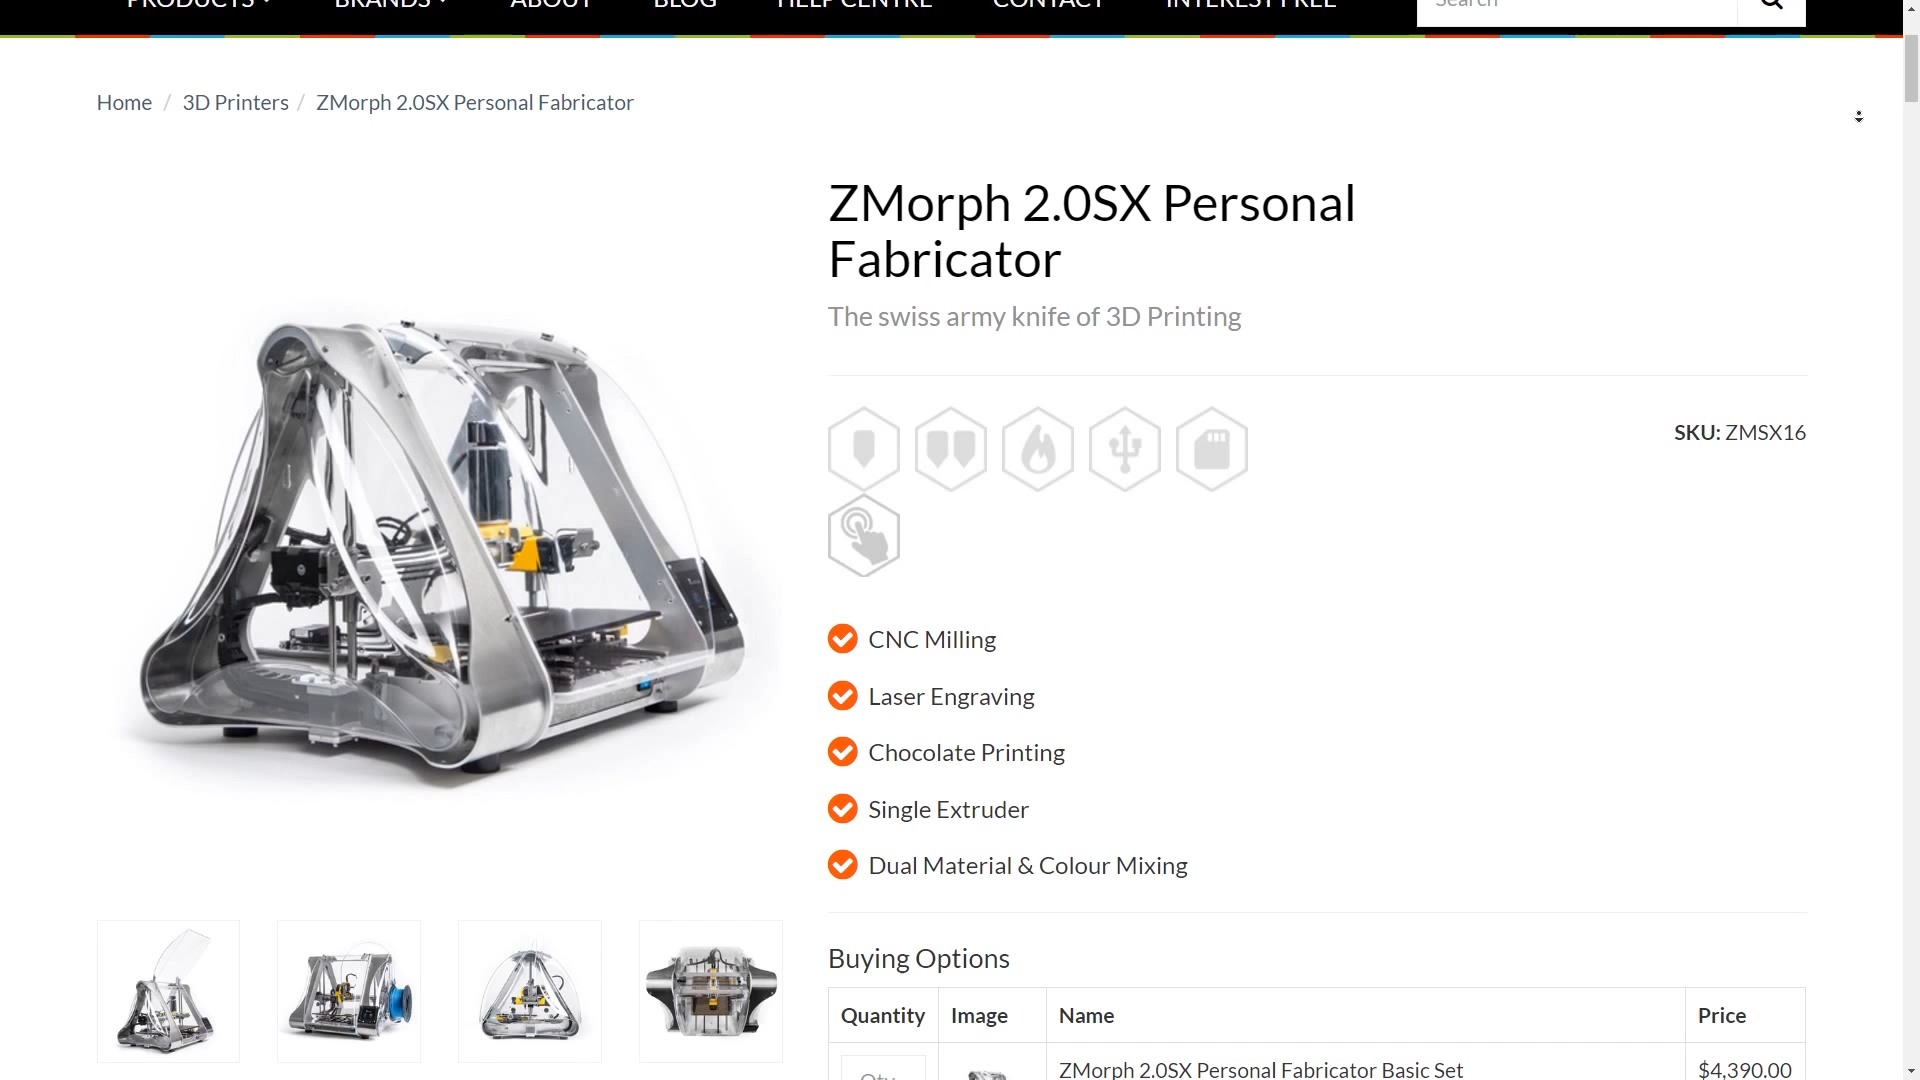 PRODUCTS
BRANDS
ABOUT
BLOG
HELP CENTRE
CONTACT
INTEREST FREE
Search
Home / 3D Printers / ZMorph 2.0SX Personal Fabricator
ZMorph 2.0SX Personal
Fabricator
The swiss army knife of 3D Printing
SKU: ZMSX16
CNC Milling
Laser Engraving
Chocolate Printing
Single Extruder
Dual Material & Colour Mixing
Buying Options
Quantity Image Name Price
Qty
ZMorph 2.0SX Personal Fabricator Basic Set $4,390.00